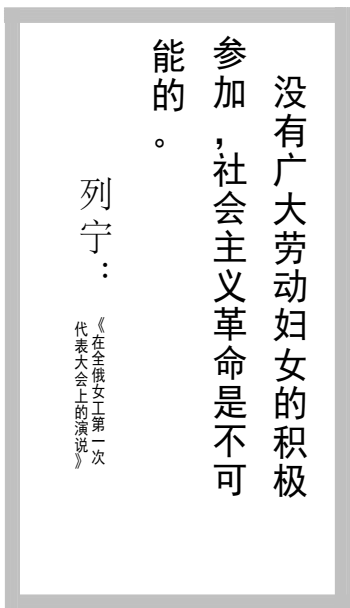 没有广大劳动妇女的积极
参加，社会主义革命是不可
能的。
列宁：
《在全俄女工第一次
代表大会上的演说》